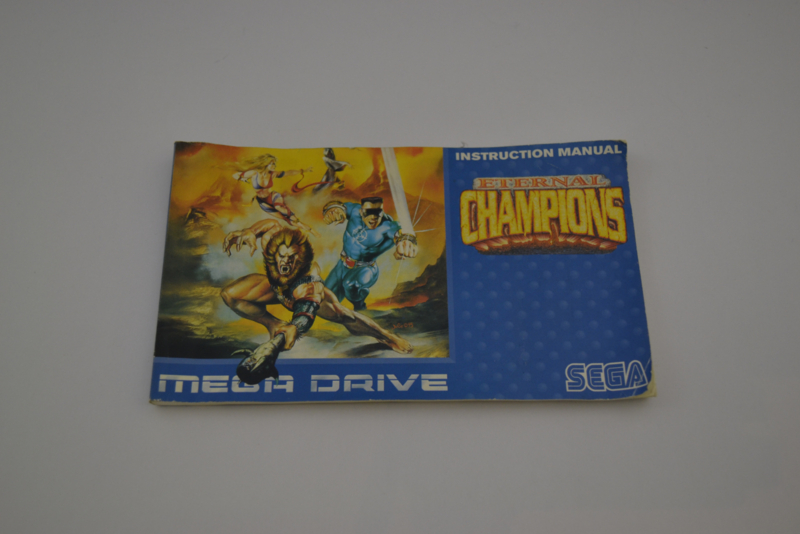 INSTRUCTION MANUAL
ETERNAL
CHAMPIONS
MEGA DRIVE
SEGA